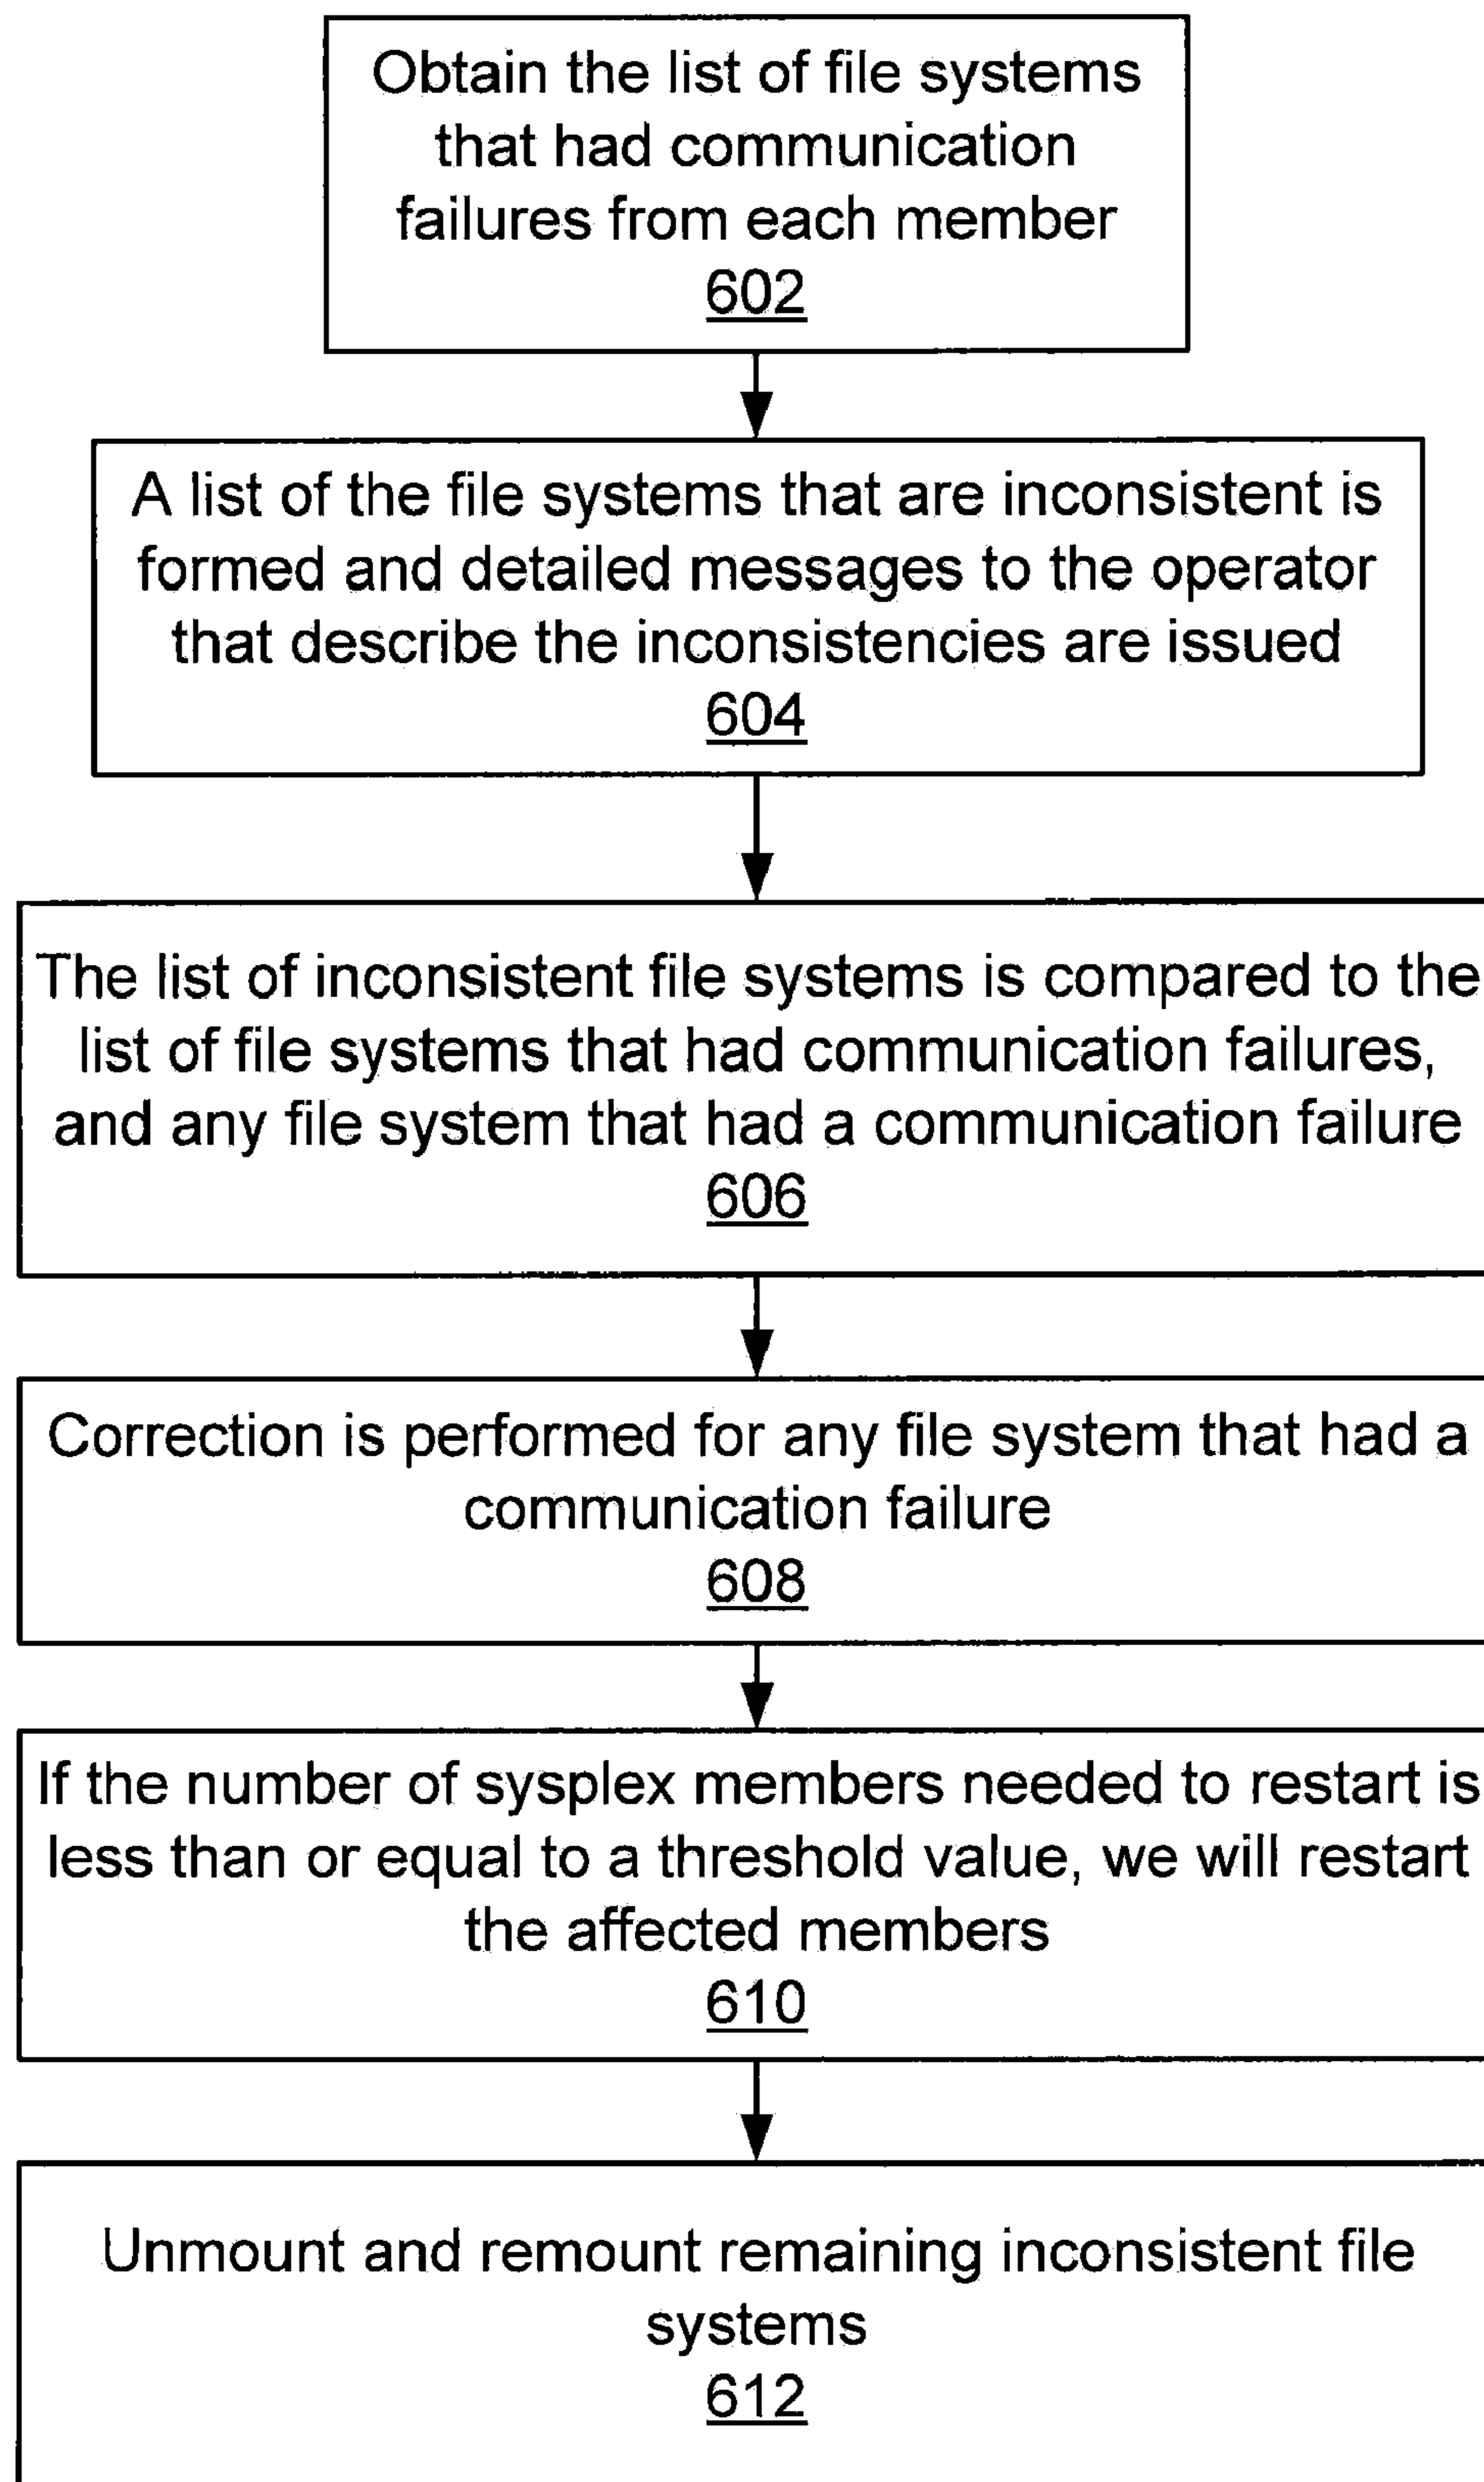 Obtain the list of file systems
that had communication
failures from each member
602
A list of the file systems that are inconsistent is
formed and detailed messages to the operator
that describe the inconsistencies are issued
604
The list of inconsistent file systems is compared to the
list of file systems that had communication failures,
and any file system that had a communication failure
606
Correction is performed for any file system that had a
communication failure
608
If the number of sysplex members needed to restart is
less than or equal to a threshold value, we will restart
the affected members
610
Unmount and remount remaining inconsistent file
systems
612